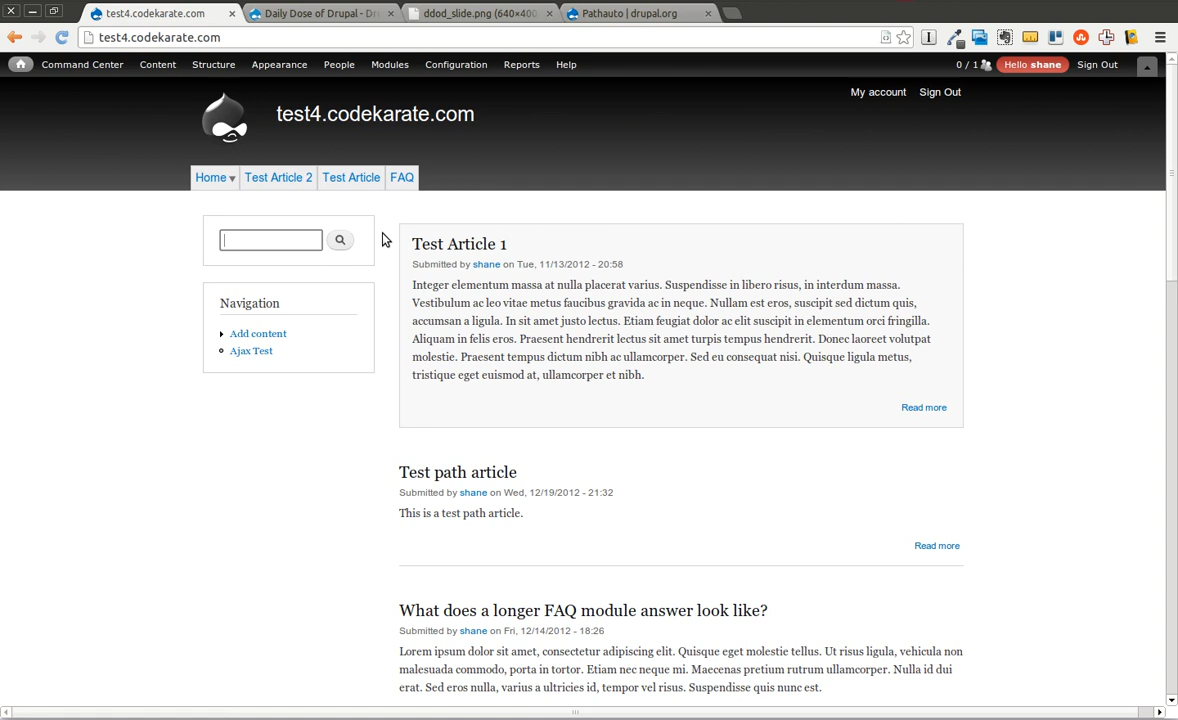 test4.codekarate.com
Daily Dose of Drupal - Dru
ddod_slide.png (640×400
Pathauto | drupal.org
test4.codekarate.com
Command Center Content Structure Appearance People Modules Configuration Reports Help
0 / 1 Hello shane Sign Out
My account Sign Out
test4.codekarate.com
Home Test Article 2 Test Article FAQ
Navigation
Add content
Ajax Test
Test Article 1
Submitted by shane on Tue, 11/13/2012 - 20:58
Integer elementum massa at nulla placerat varius. Suspendisse in libero risus, in interdum massa.
Vestibulum ac leo vitae metus faucibus gravida ac in neque. Nullam est eros, suscipit sed dictum quis,
accumsan a ligula. In sit amet justo lectus. Etiam feugiat dolor ac elit suscipit in elementum orci fringilla.
Aliquam in felis eros. Praesent hendrerit lectus sit amet turpis tempus hendrerit. Donec laoreet volutpat
molestie. Praesent tempus dictum nibh ac ullamcorper. Sed eu consequat nisi. Quisque ligula metus,
tristique eget euismod at, ullamcorper et nibh.
Read more
Test path article
Submitted by shane on Wed, 12/19/2012 - 21:32
This is a test path article.
Read more
What does a longer FAQ module answer look like?
Submitted by shane on Fri, 12/14/2012 - 18:26
Lorem ipsum dolor sit amet, consectetur adipiscing elit. Quisque eget molestie tellus. Ut risus ligula, vehicula non
malesuada commodo, porta in tortor. Etiam nec neque mi. Maecenas pretium rutrum ullamcorper. Nulla id dui
erat. Sed eros nulla, varius a ultricies id, tempor vel risus. Suspendisse quis nunc est.